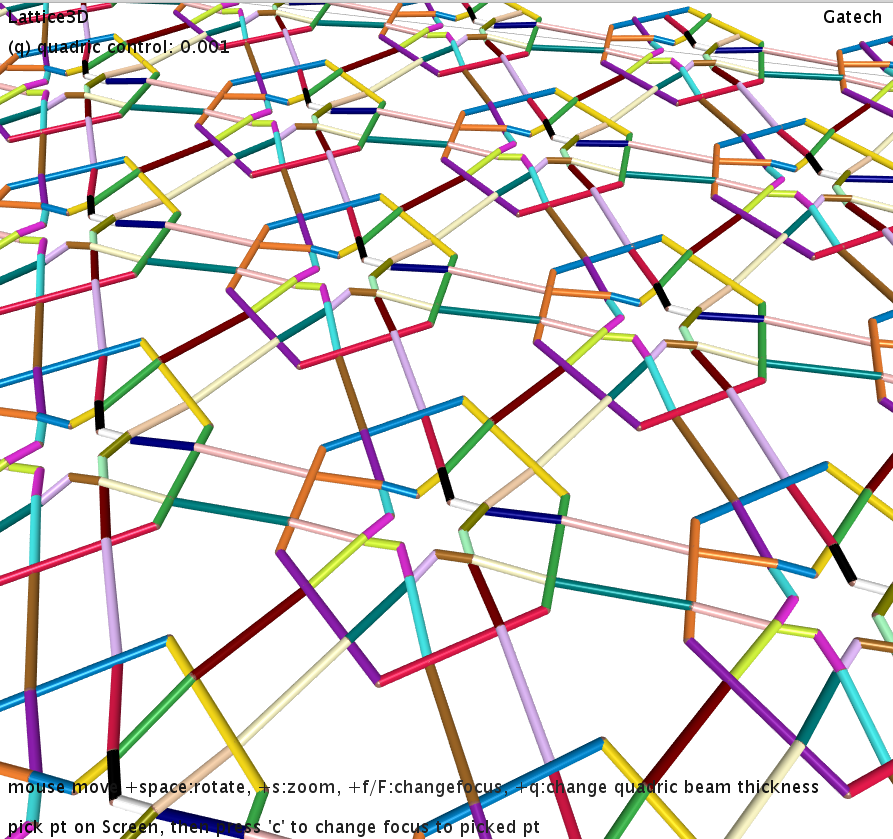 Lattice3D
Gatech
(q) quadric control: 0.001
mouse move +space:rotate, +s:zoom, +f/F:changefocus, +q:change quadric beam thickness
pick pt on Screen, then press 'c' to change focus to picked pt